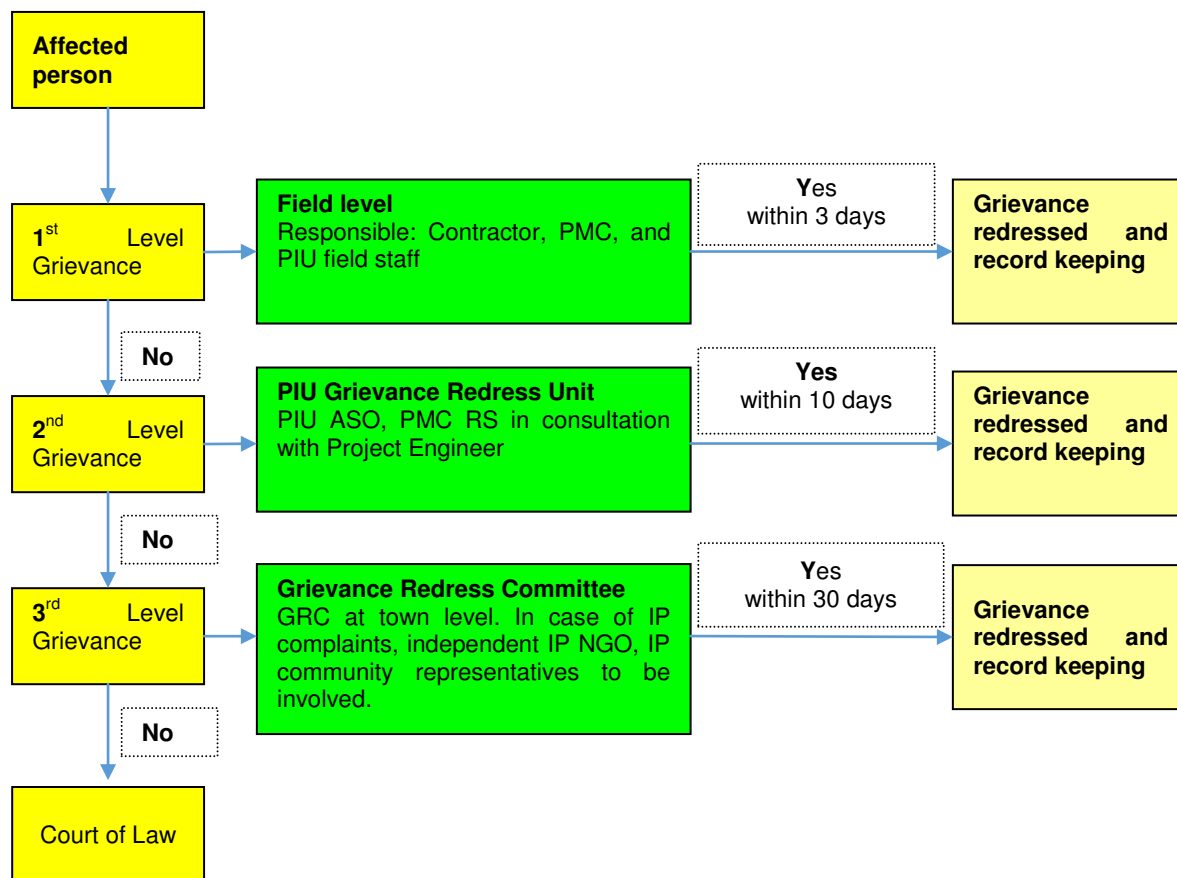 Affected
person
1st Level
Grievance
Field level
Responsible: Contractor, PMC, and
PIU field staff
Yes
within 3 days
Grievance
redressed and
record keeping
No
2nd Level
Grievance
PIU Grievance Redress Unit
PIU ASO, PMC RS in consultation
with Project Engineer
Yes
within 10 days
Grievance
redressed and
record keeping
No
3rd Level
Grievance
Grievance Redress Committee
GRC at town level. In case of IP
complaints, independent IP NGO, IP
community representatives to be
involved.
Yes
within 30 days
Grievance
redressed and
record keeping
No
Court of Law